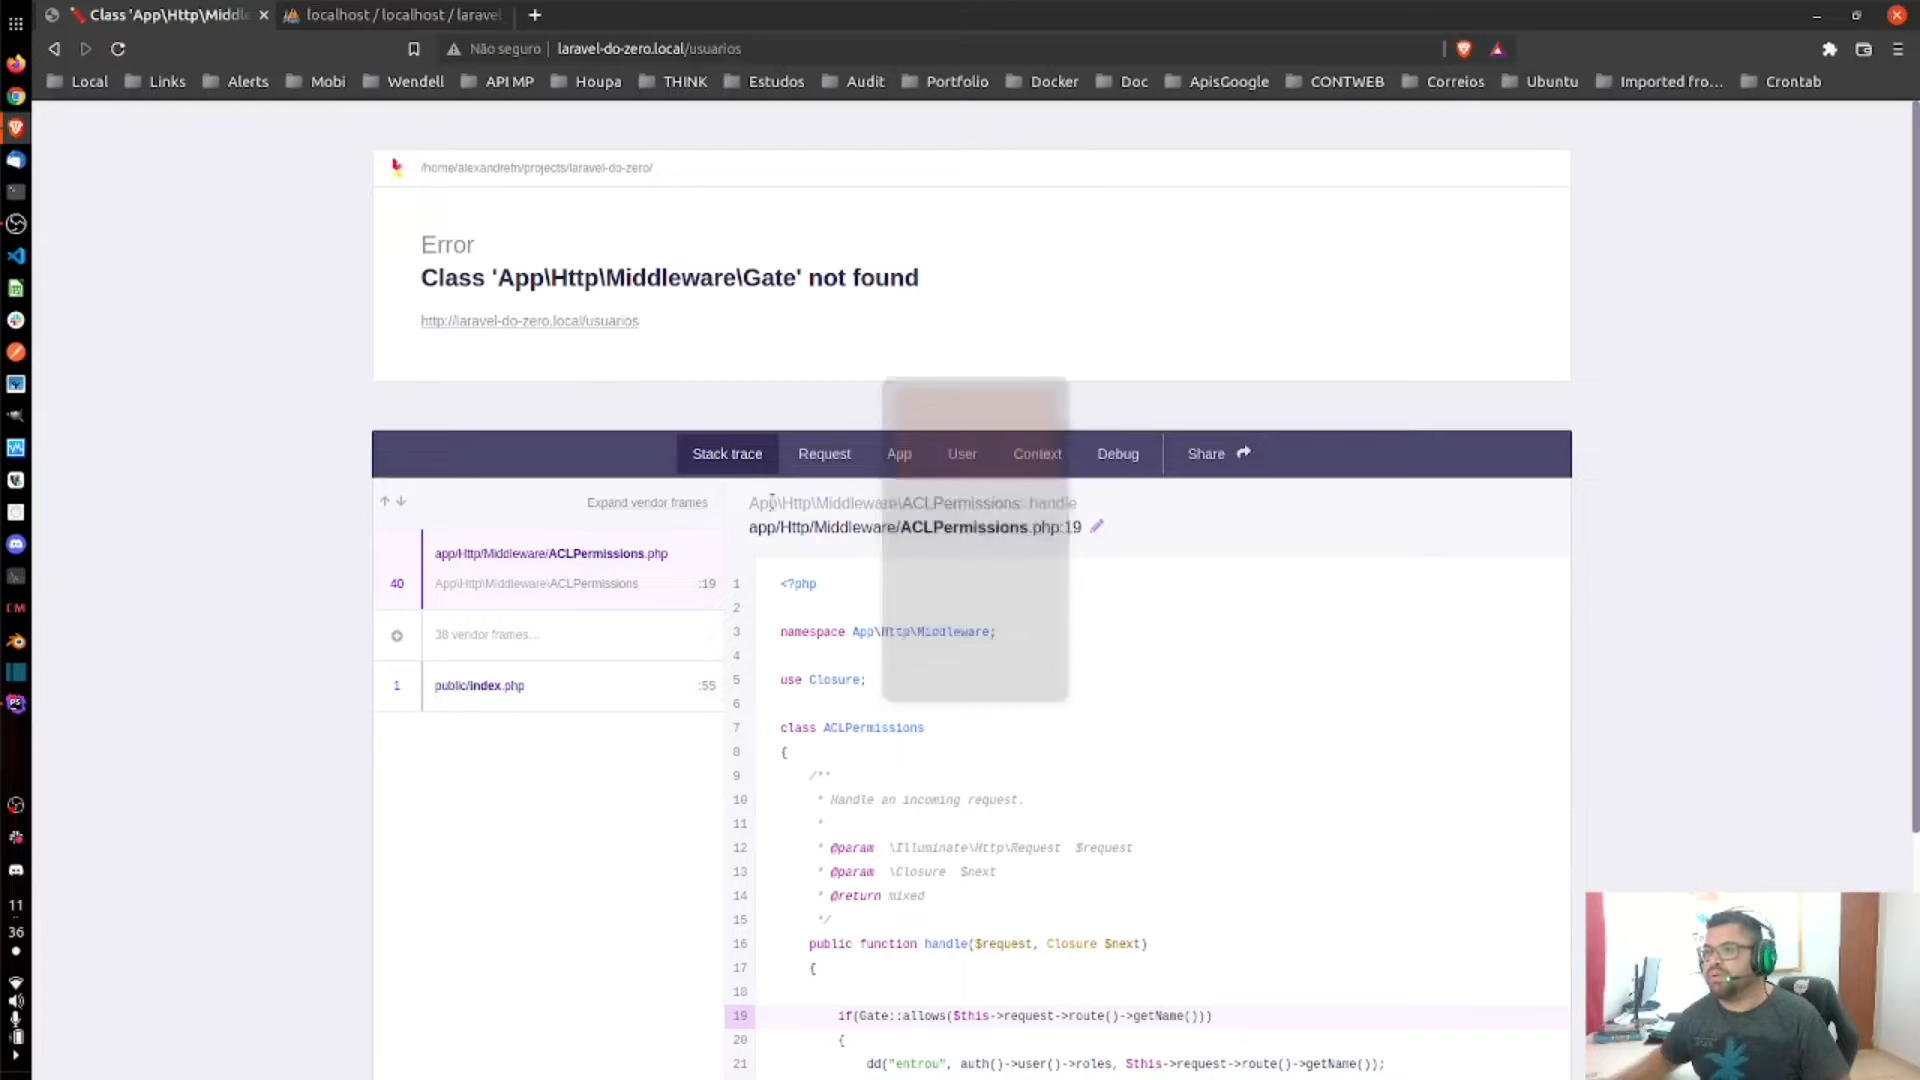 Class 'App\Http\Middle
localhost / localhost / laravel
Não seguro
laravel-do-zero.local/usuarios
Local
Links
Alerts
Mobi
Wendell
API MP
Houpa
THINK
Estudos
Audit
Portfolio
Docker
Doc
ApisGoogle
CONTWEB
Correios
Ubuntu
Imported fro...
Crontab
/home/alexandrefn/projects/laravel-do-zero/
Error
Class 'App\Http\Middleware\Gate' not found
http://laravel-do-zero.local/usuarios
Stack trace
Request
App
User
Context
Debug
Share
Expand vendor frames
app/Http/Middleware/ACLPermissions.php
40
App\Http\Middleware\ACLPermissions
:19
38 vendor frames…
1
public/index.php
:55
App\Http\Middleware\ACLPermissions::handle
app/Http/Middleware/ACLPermissions.php:19
1 <?php
2
3 namespace App\Http\Middleware;
4
5 use Closure;
6
7 class ACLPermissions
8 {
9 /**
10 * Handle an incoming request.
11 *
12 * @param \Illuminate\Http\Request $request
13 * @param \Closure $next
14 * @return mixed
15 */
16 public function handle($request, Closure $next)
17 {
18
19 if(Gate::allows($this->request->route()->getName()))
20 {
21 dd("entrou", auth()->user()->roles, $this->request->route()->getName());
CM
PS
11
36